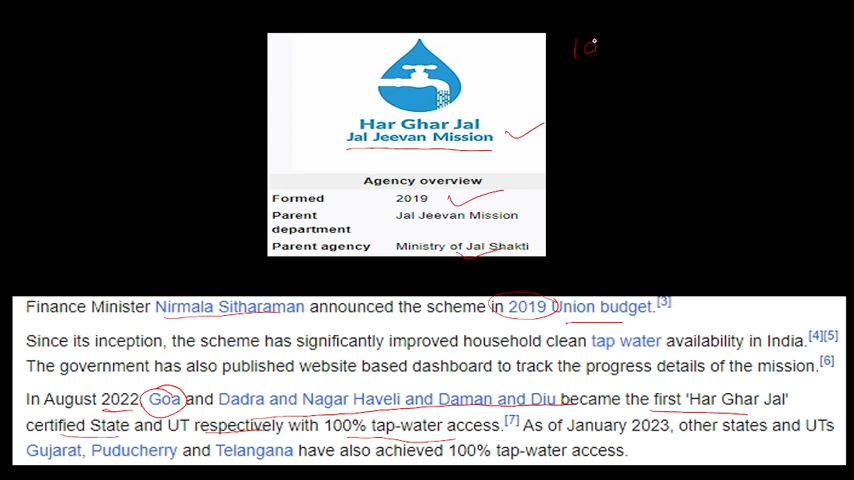 10
Har Ghar Jal
Jal Jeevan Mission
Agency overview
Formed 2019
Parent department Jal Jeevan Mission
Parent agency Ministry of Jal Shakti
Finance Minister Nirmala Sitharaman announced the scheme in 2019 Union budget.[3]
Since its inception, the scheme has significantly improved household clean tap water availability in India.[4][5]
The government has also published website based dashboard to track the progress details of the mission.[6]
In August 2022 Goa and Dadra and Nagar Haveli and Daman and Diu became the first 'Har Ghar Jal'
certified State and UT respectively with 100% tap-water access.[7] As of January 2023, other states and UTs
Gujarat, Puducherry and Telangana have also achieved 100% tap-water access.